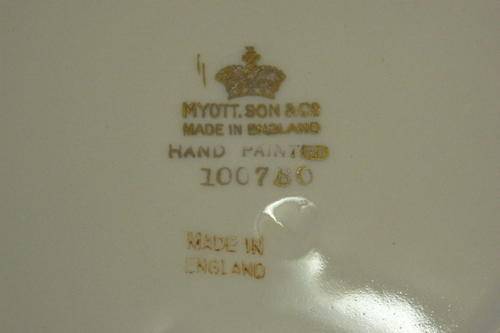 MYOTT, SON & Co
MADE IN ENGLAND
HAND PAINTED
100780
MADE IN
ENGLAND